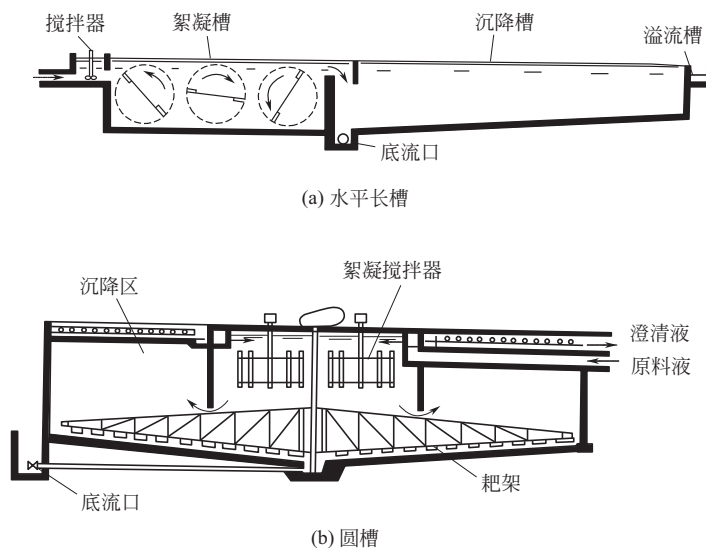 搅拌器
絮凝槽
沉降槽
溢流槽
底流口
(a) 水平长槽
沉降区
絮凝搅拌器
澄清液
原料液
耙架
底流口
(b) 圆槽